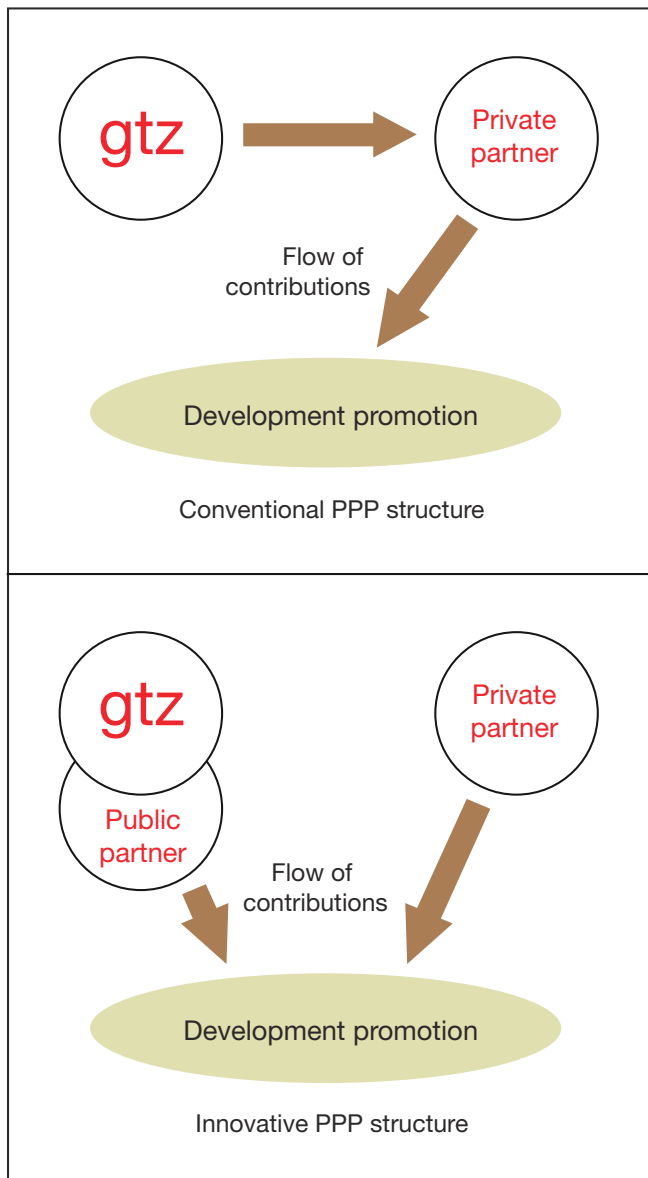 gtz
Private
partner
Flow of
contributions
Development promotion
Conventional PPP structure
gtz
Private
partner
Public
partner
Flow of
contributions
Development promotion
Innovative PPP structure